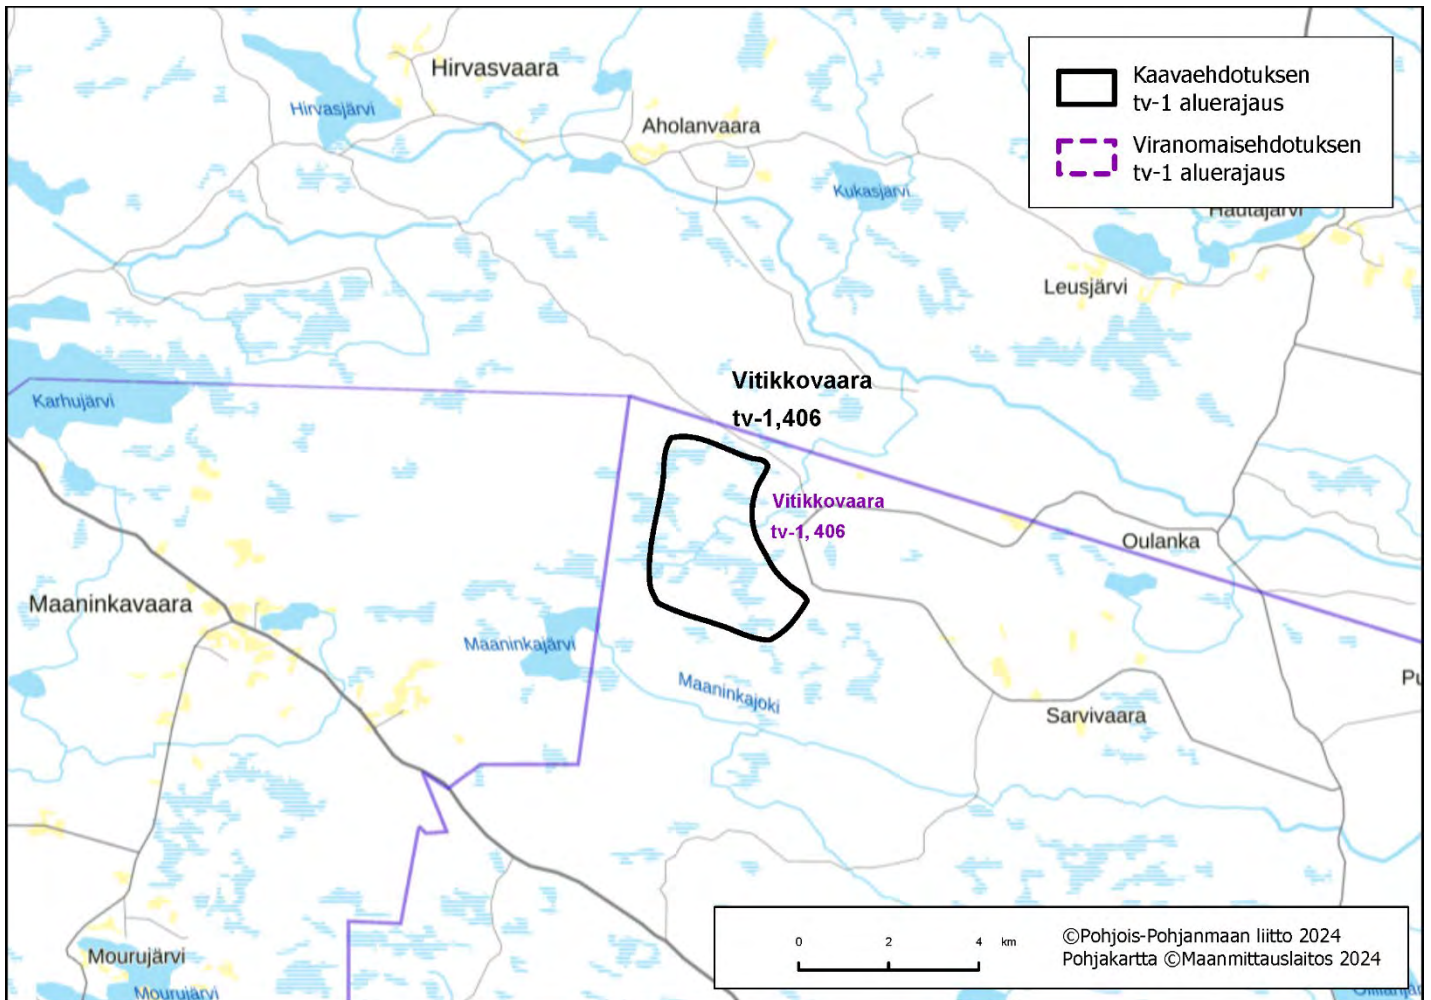 Hirvasvaara
Hirvasjärvi
Aholanvaara
Kukasjärvi
Kaavaehdotuksen
tv-1 aluerajaus
Viranomaisehdotuksen
tv-1 aluerajaus
Hautajärvi
Leusjärvi
Karhujärvi
Vitikkovaara
tv-1,406
Vitikkovaara
tv-1, 406
Oulanka
Maaninkavaara
Maaninkajärvi
Maaninkajoki
Sarvivaara
Mourujärvi
Mourujärvi
0 2 4 km
©Pohjois-Pohjanmaan liitto 2024
Pohjakartta ©Maanmittauslaitos 2024